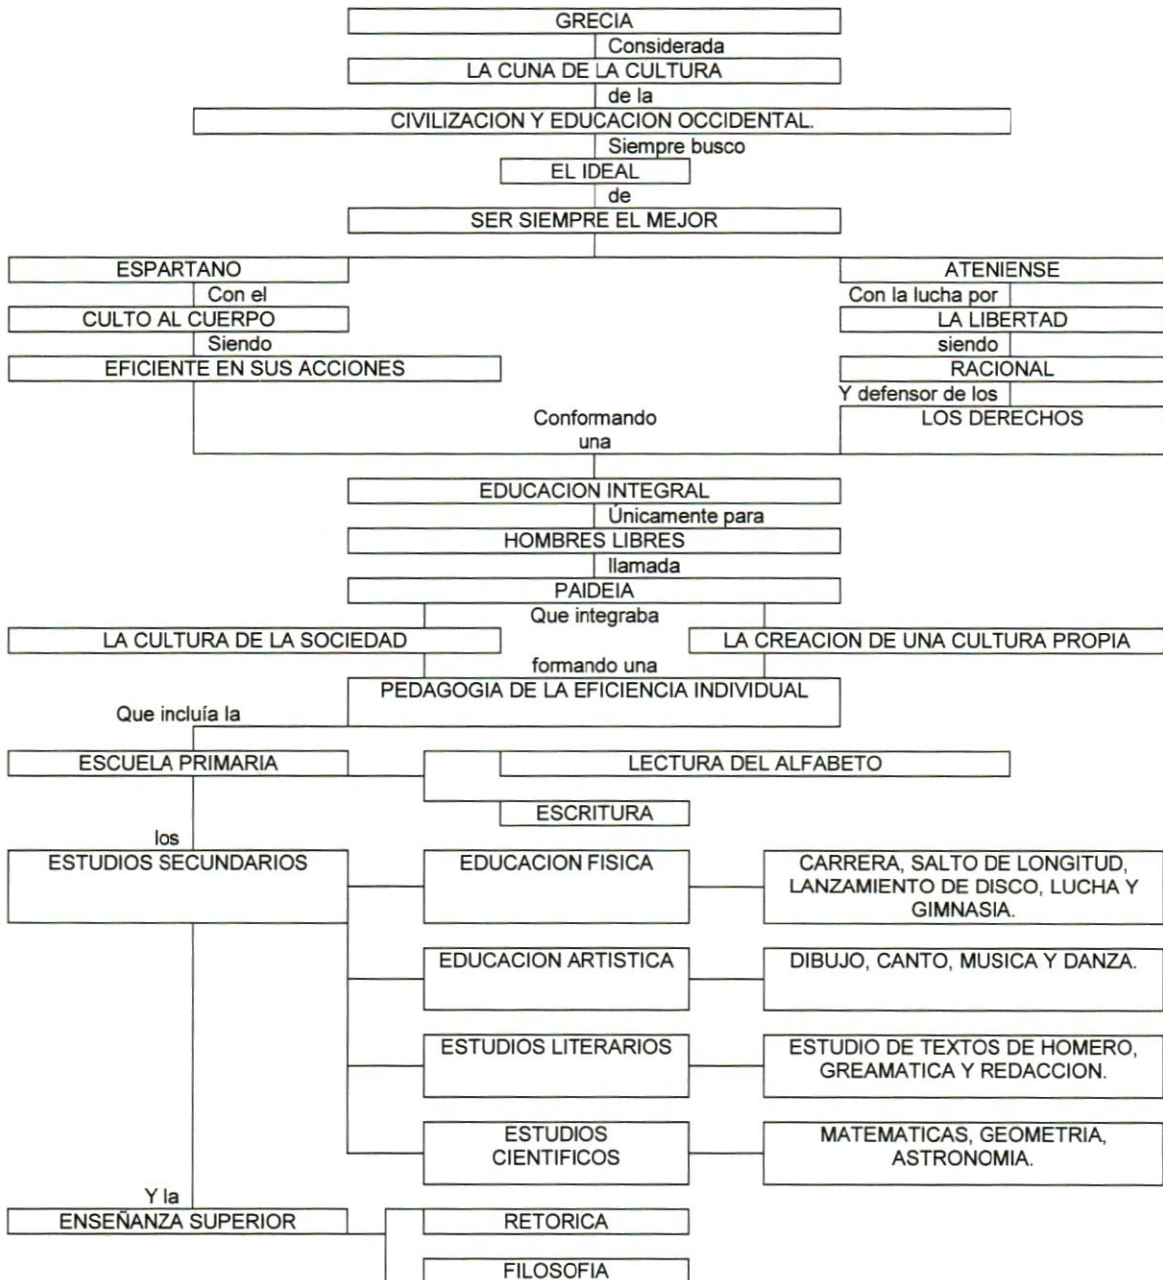 GRECIA
Considerada
LA CUNA DE LA CULTURA
de la
CIVILIZACION Y EDUCACION OCCIDENTAL.
Siempre busco
EL IDEAL
de
SER SIEMPRE EL MEJOR
ESPARTANO
Con el
CULTO AL CUERPO
Siendo
EFICIENTE EN SUS ACCIONES
ATENIENSE
Con la lucha por
LA LIBERTAD
siendo
RACIONAL
Y defensor de los
LOS DERECHOS
Conformando
una
EDUCACION INTEGRAL
Únicamente para
HOMBRES LIBRES
llamada
PAIDEIA
Que integraba
LA CULTURA DE LA SOCIEDAD
LA CREACION DE UNA CULTURA PROPIA
formando una
PEDAGOGIA DE LA EFICIENCIA INDIVIDUAL
Que incluía la
ESCUELA PRIMARIA
LECTURA DEL ALFABETO
ESCRITURA
los
ESTUDIOS SECUNDARIOS
EDUCACION FISICA
CARRERA, SALTO DE LONGITUD,
LANZAMIENTO DE DISCO, LUCHA Y
GIMNASIA.
EDUCACION ARTISTICA
DIBUJO, CANTO, MUSICA Y DANZA.
ESTUDIOS LITERARIOS
ESTUDIO DE TEXTOS DE HOMERO,
GREAMATICA Y REDACCION.
ESTUDIOS
CIENTIFICOS
MATEMATICAS, GEOMETRIA,
ASTRONOMIA.
Y la
ENSEÑANZA SUPERIOR
RETORICA
FILOSOFIA